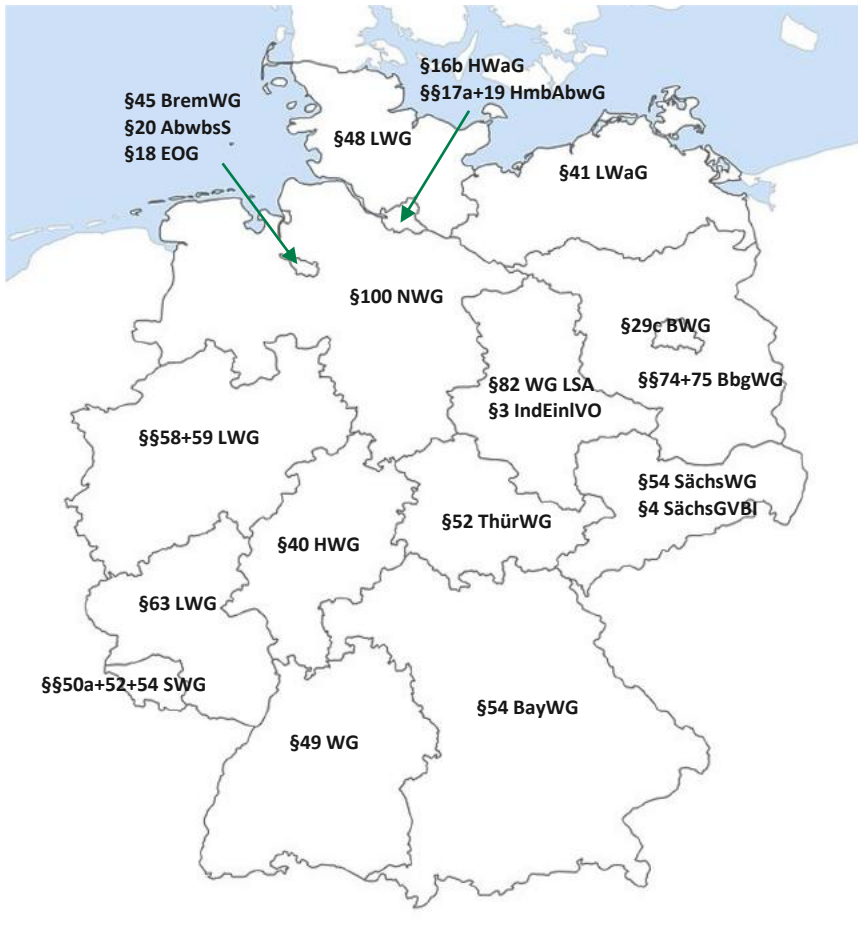 §16b HWaG
§§17a+19 HmbAbwG
§45 BremWG
§20 AbwbsS
§18 EOG
§48 LWG
§41 LWaG
§100 NWG
§29c BWG
§§74+75 BbgWG
§82 WG LSA
§3 IndEinlVO
§§58+59 LWG
§54 SächsWG
§4 SächsGVBl
§52 ThürWG
§40 HWG
§63 LWG
§§50a+52+54 SWG
§54 BayWG
§49 WG